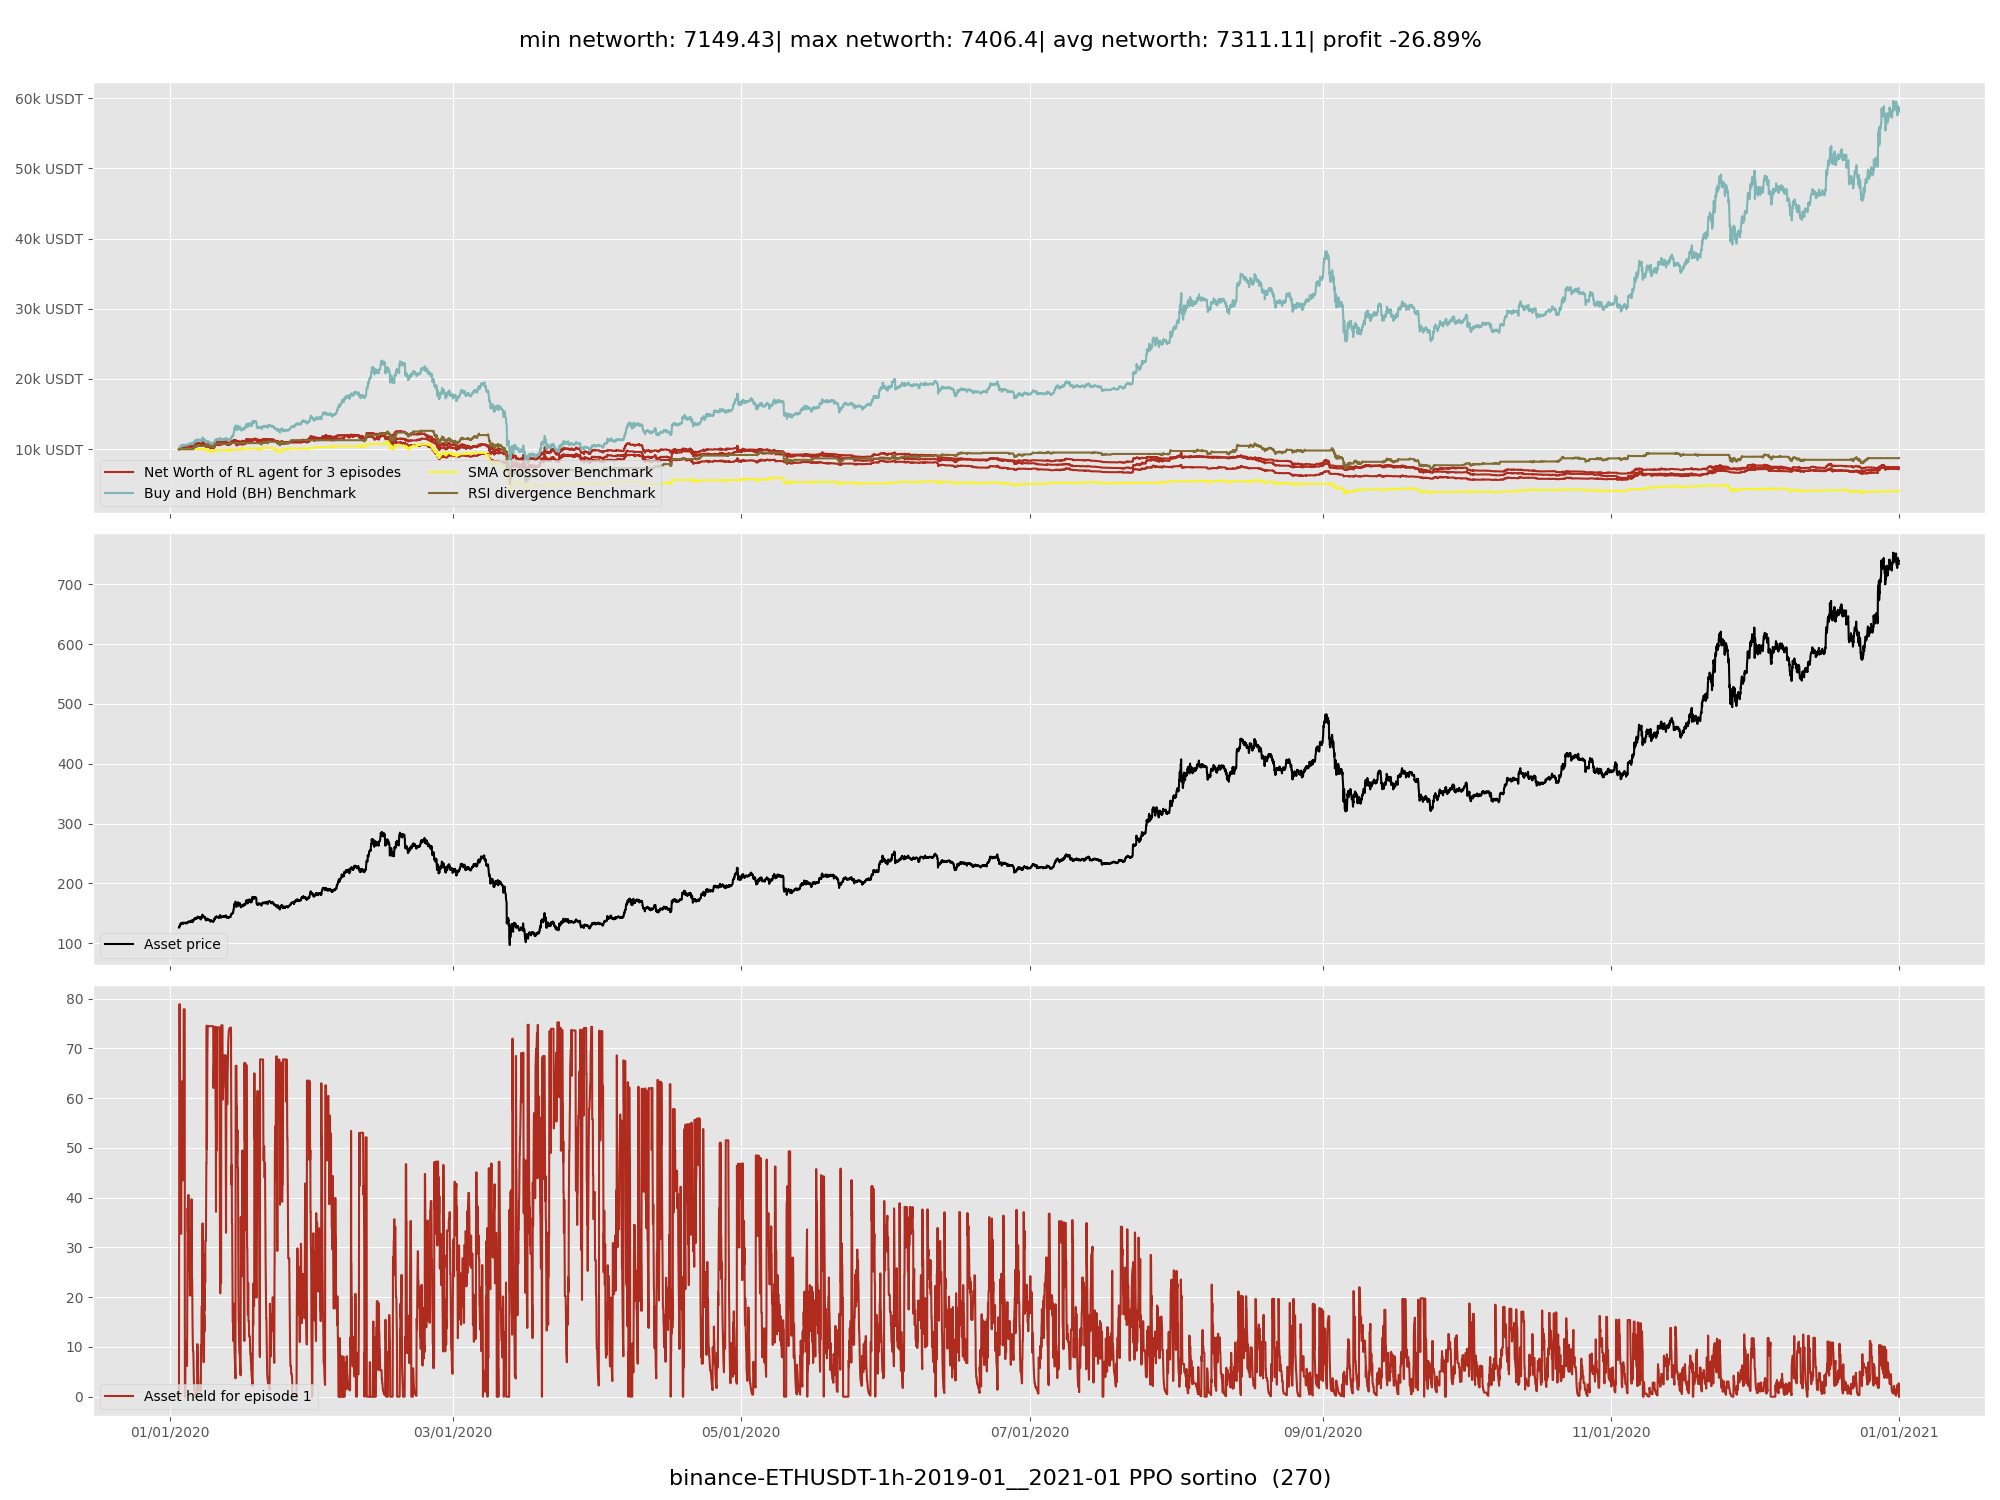 min networth: 7149.43| max networth: 7406.4| avg networth: 7311.11| profit -26.89%
60k USDT
50k USDT
40k USDT
30k USDT
20k USDT
10k USDT
Net Worth of RL agent for 3 episodes
Buy and Hold (BH) Benchmark
SMA crossover Benchmark
RSI divergence Benchmark
700
600
500
400
300
200
100
Asset price
80
70
60
50
40
30
20
10
0
Asset held for episode 1
01/01/2020 03/01/2020 05/01/2020 07/01/2020 09/01/2020 11/01/2020 01/01/2021
binance-ETHUSDT-1h-2019-01__2021-01 PPO sortino (270)